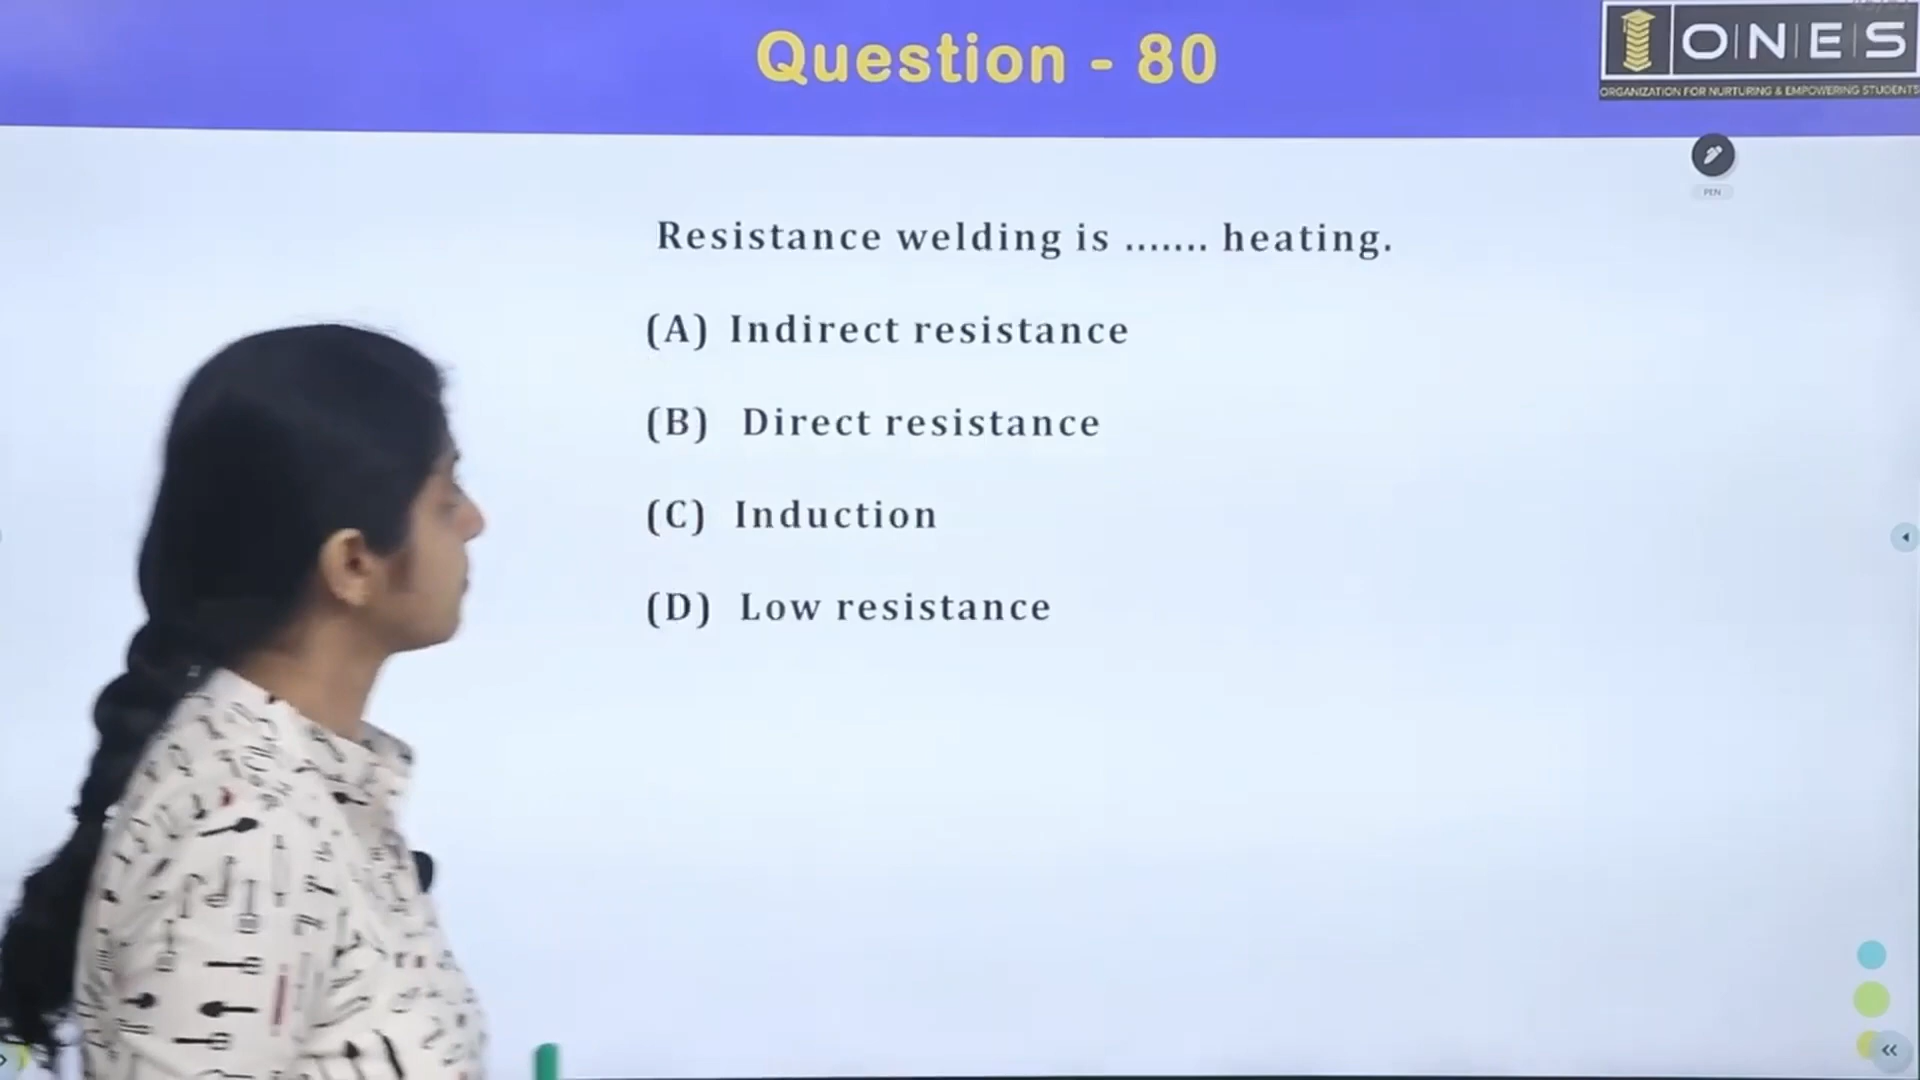 Question - 80
ONES
ORGANIZATION FOR NURTURING & EMPOWERING STUDENTS
PEN
Resistance welding is ....... heating.
(A) Indirect resistance
(B) Direct resistance
(C) Induction
(D) Low resistance